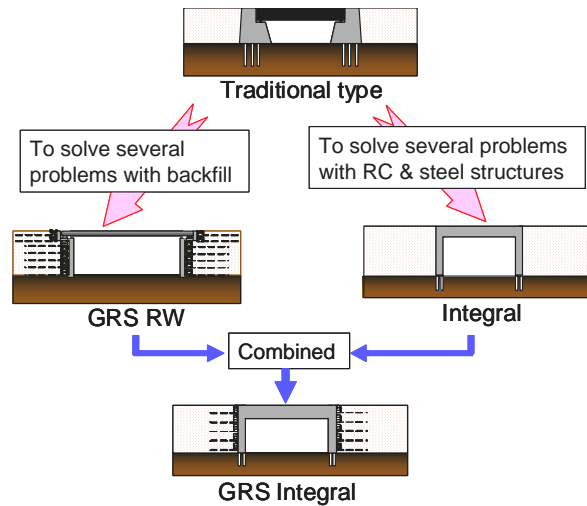 Traditional type
To solve several
problems with backfill
To solve several problems
with RC & steel structures
GRS RW
Integral
Combined
GRS Integral